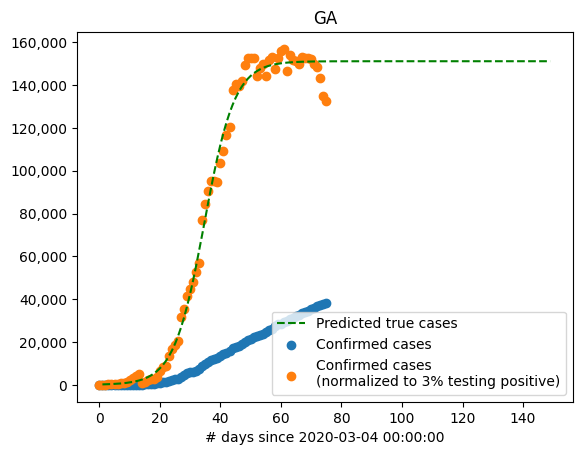 GA
160,000
140,000
120,000
100,000
80,000
60,000
40,000
20,000
0
0 20 40 60 80 100 120 140
# days since 2020-03-04 00:00:00
Predicted true cases
Confirmed cases
Confirmed cases
(normalized to 3% testing positive)